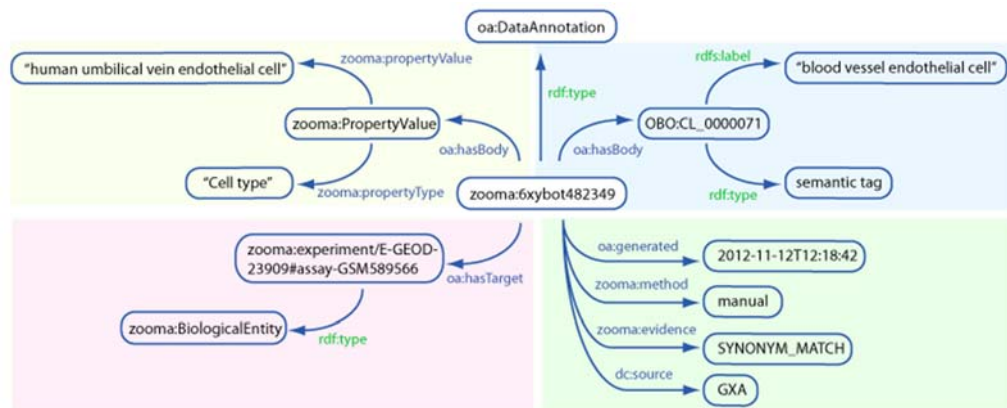 oa:DataAnnotation
"human umbilical vein endothelial cell"
zooma:propertyValue
zooma:PropertyValue
oa:hasBody
"Cell type"
zooma:propertyType
rdf:type
rdfs:label
"blood vessel endothelial cell"
OBO:CL_0000071
oa:hasBody
rdf:type
semantic tag
zooma:6xybot482349
zooma:experiment/E-GEOD-
23909#assay-GSM589566
oa:hasTarget
zooma:BiologicalEntity
rdf:type
oa:generated
2012-11-12T12:18:42
zooma:method
manual
zooma:evidence
SYNONYM_MATCH
dc:source
GXA